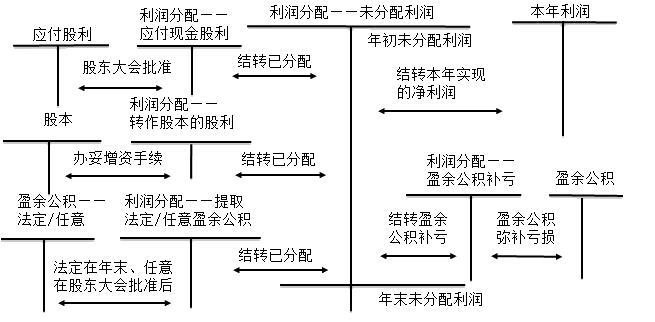 利润分配——未分配利润
本年利润
应付股利
利润分配——
应付现金股利
年初未分配利润
股东大会批准
结转已分配
结转本年实现
的净利润
股本
利润分配——
转作股本的股利
办妥增资手续
结转已分配
利润分配——
盈余公积补亏
盈余公积
盈余公积——
法定/任意
利润分配——提取
法定/任意盈余公积
结转盈余
公积补亏
盈余公积
弥补亏损
结转已分配
法定在年末、任意
在股东大会批准后
年末未分配利润